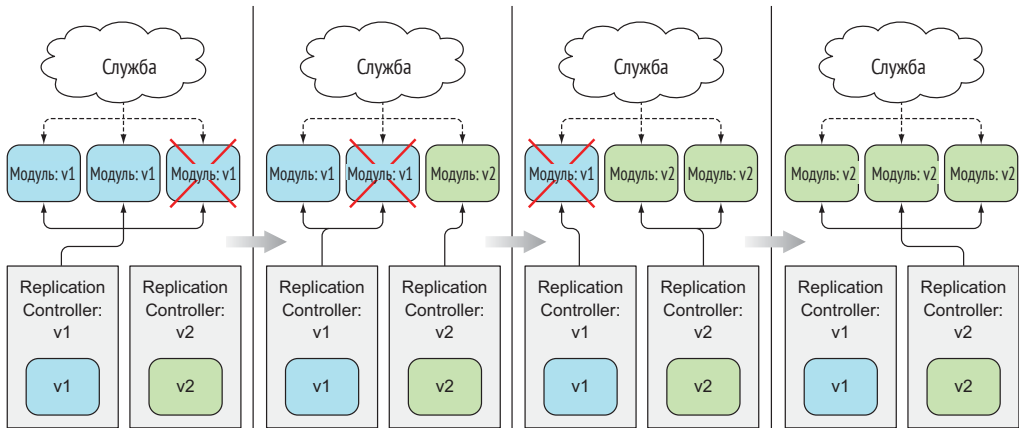 Служба
Модуль: v1
Модуль: v1
Модуль: v1
Replication
Controller:
v1
v1
Replication
Controller:
v2
v2
Служба
Модуль: v1
Модуль: v1
Модуль: v2
Replication
Controller:
v1
v1
Replication
Controller:
v2
v2
Служба
Модуль: v1
Модуль: v2
Модуль: v2
Replication
Controller:
v1
v1
Replication
Controller:
v2
v2
Служба
Модуль: v2
Модуль: v2
Модуль: v2
Replication
Controller:
v1
v1
Replication
Controller:
v2
v2